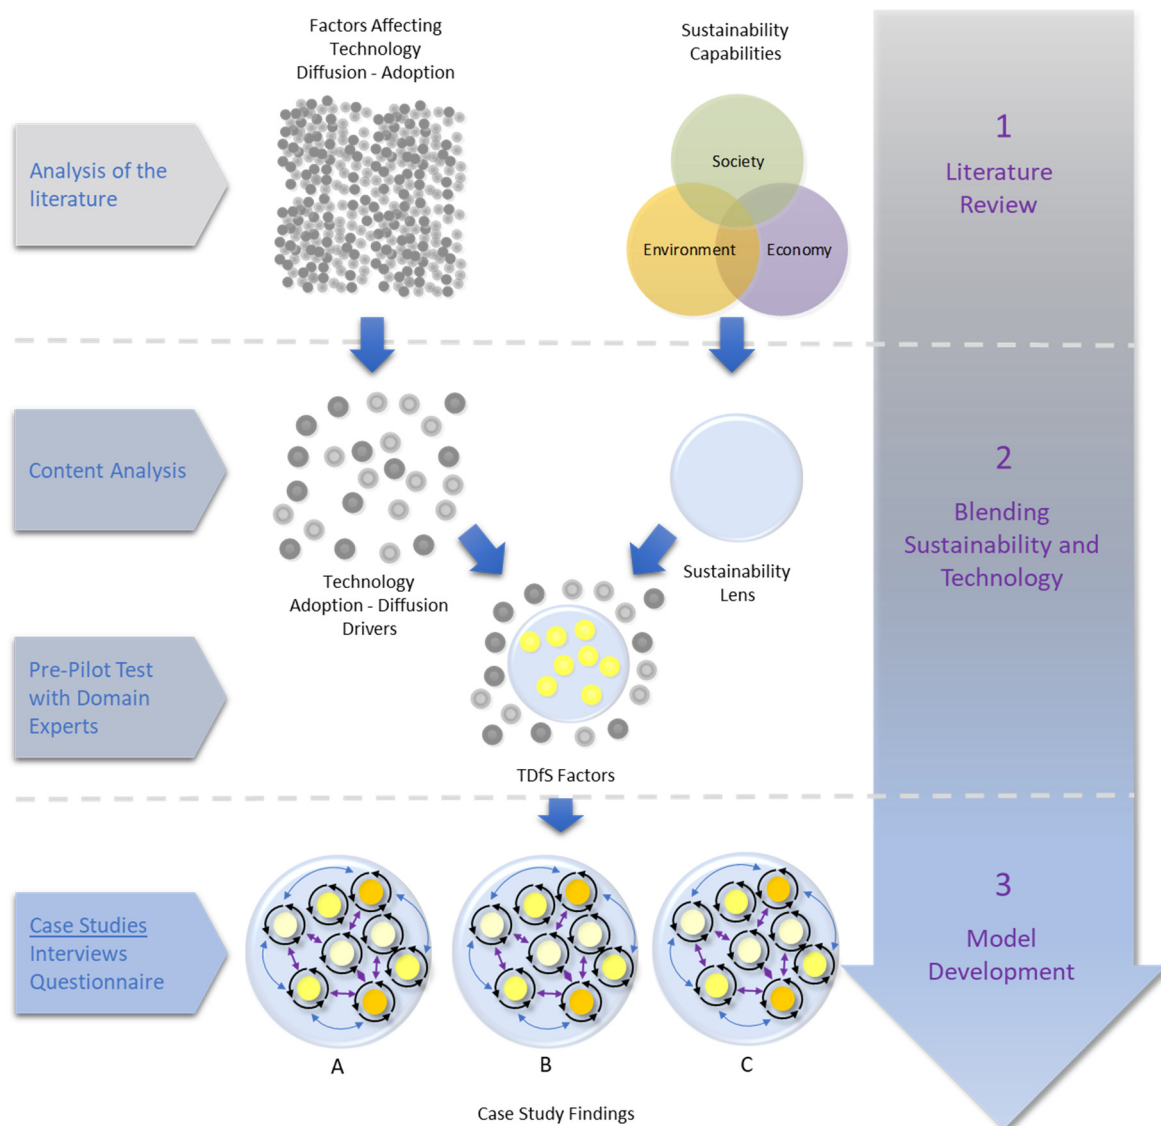 Factors Affecting
Technology
Diffusion - Adoption
Sustainability
Capabilities
Analysis of the
literature
Society
Environment
Economy
1
Literature
Review
Content Analysis
Technology
Adoption - Diffusion
Drivers
Sustainability
Lens
2
Blending
Sustainability and
Technology
Pre-Pilot Test
with Domain
Experts
TDfS Factors
Case Studies
Interviews
Questionnaire
A
B
C
Case Study Findings
3
Model
Development